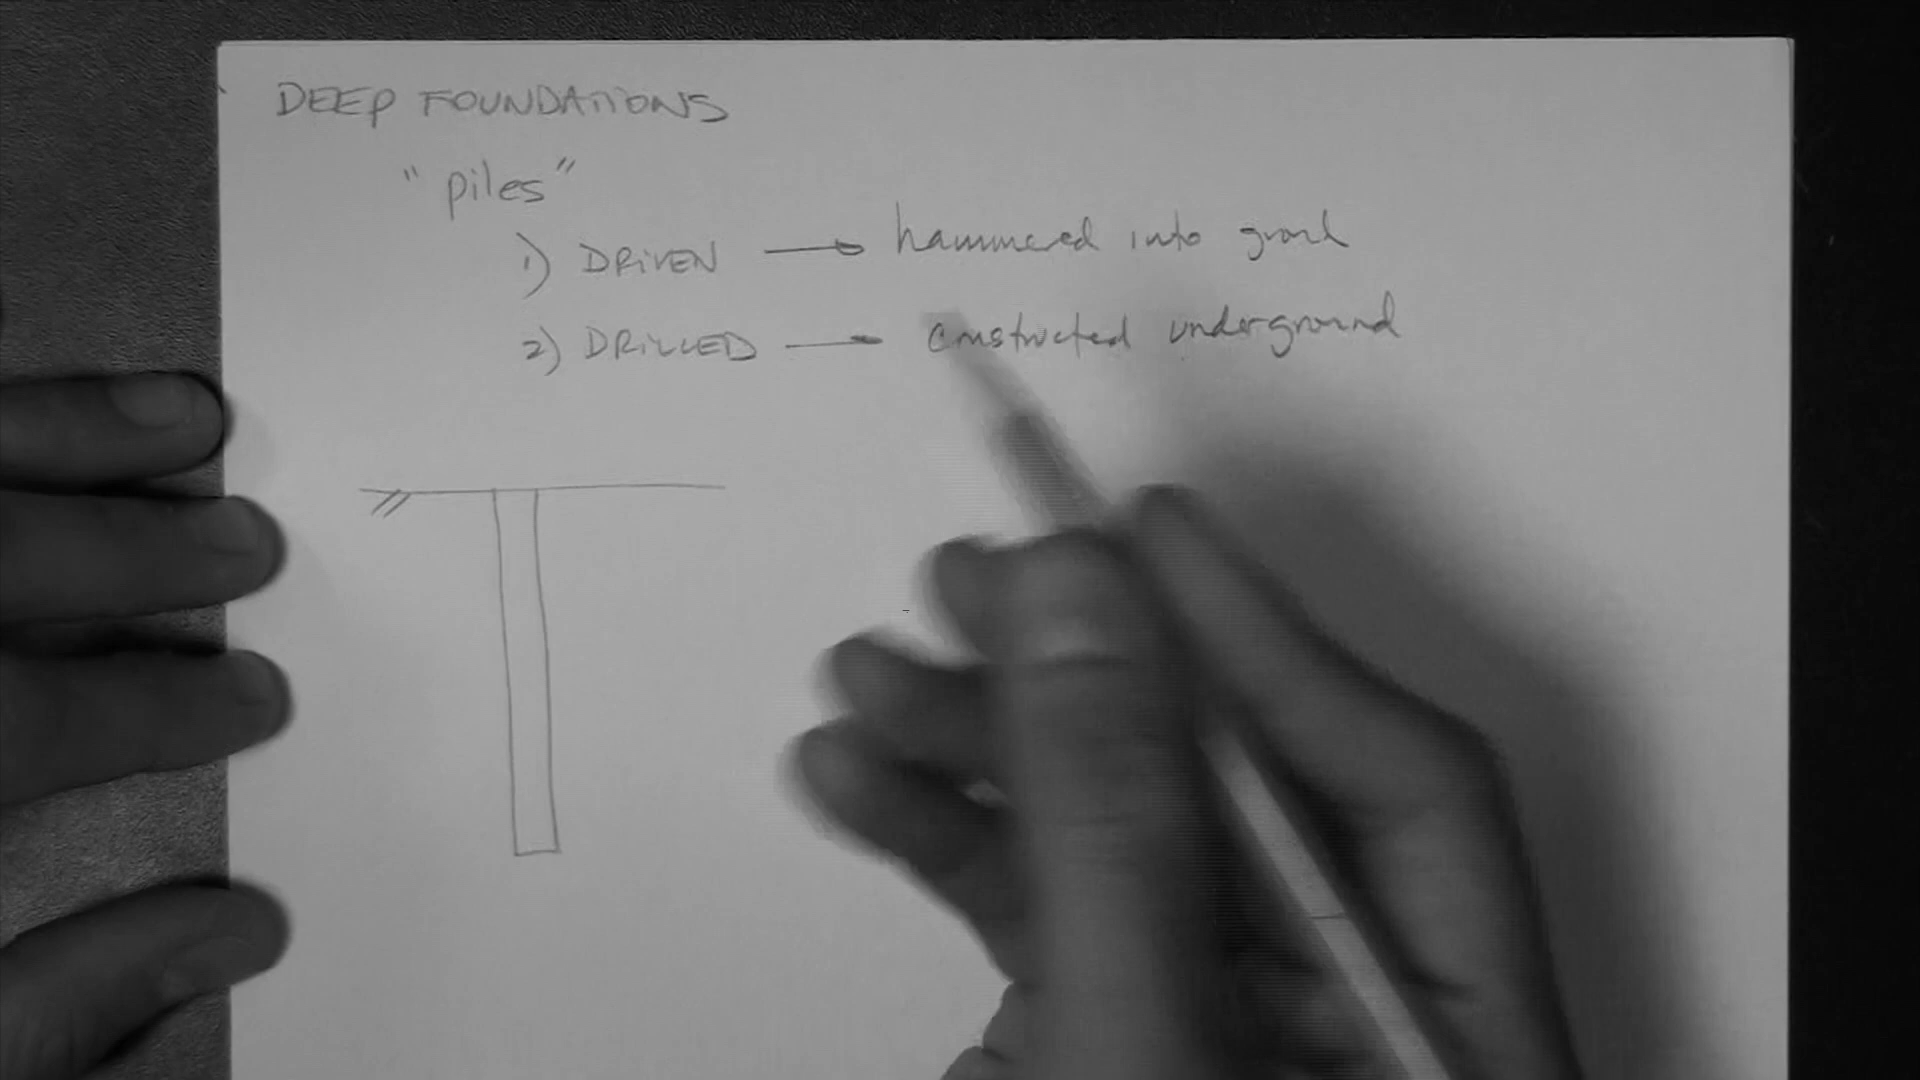 DEEP FOUNDATIONS
"piles"
1) DRIVEN → hammered into ground
2) DRILLED → constructed underground